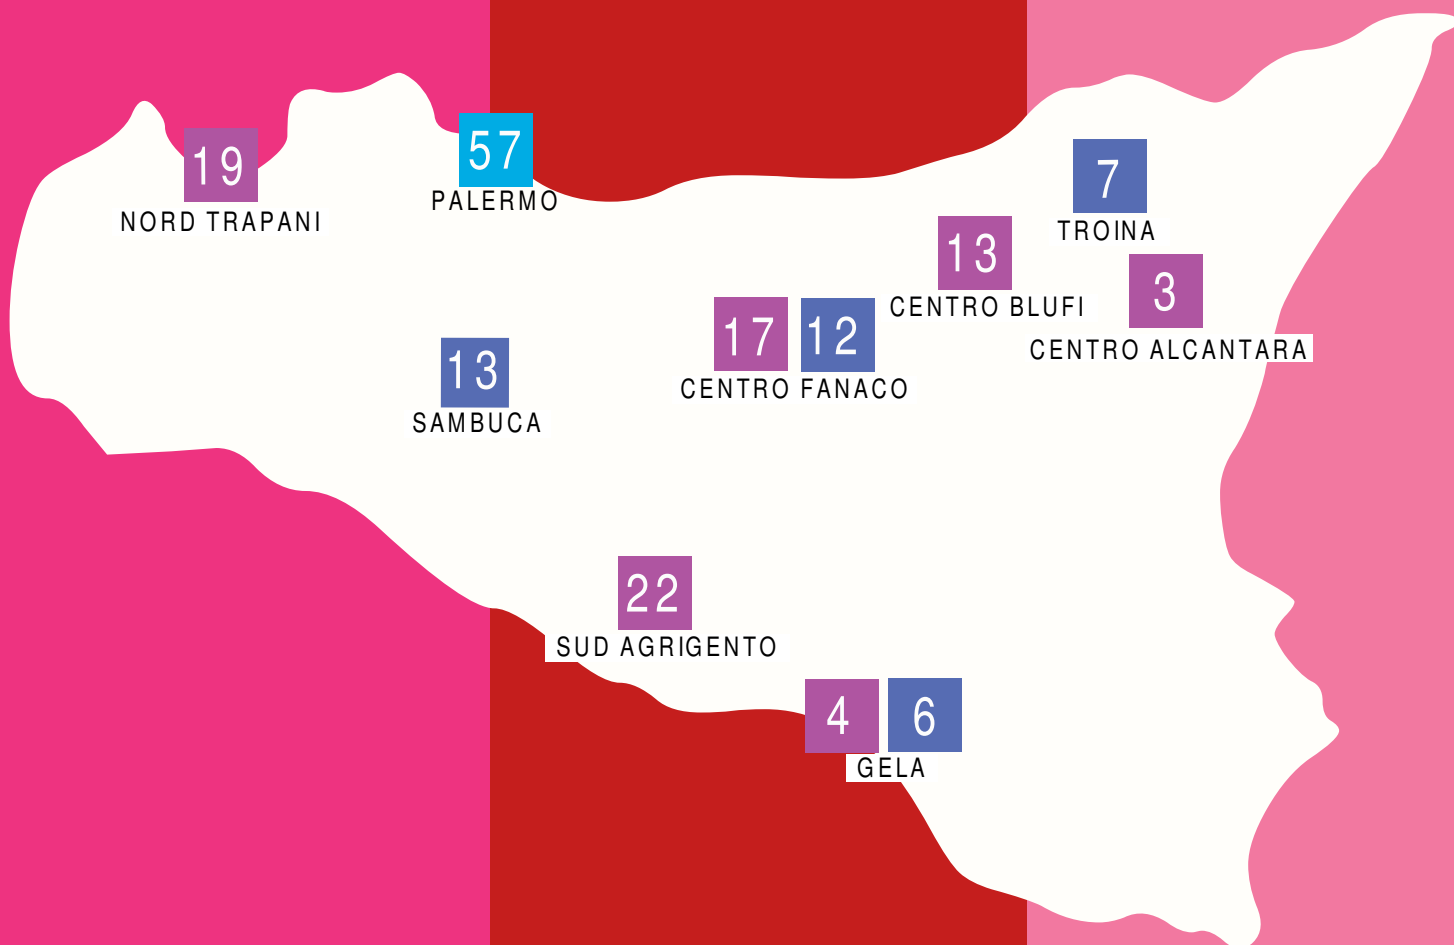 19
NORD TRAPANI
57
PALERMO
7
TROINA
13
CENTRO BLUFI
3
CENTRO ALCANTARA
17 12
CENTRO FANACO
13
SAMBUCA
22
SUD AGRIGENTO
4 6
GELA